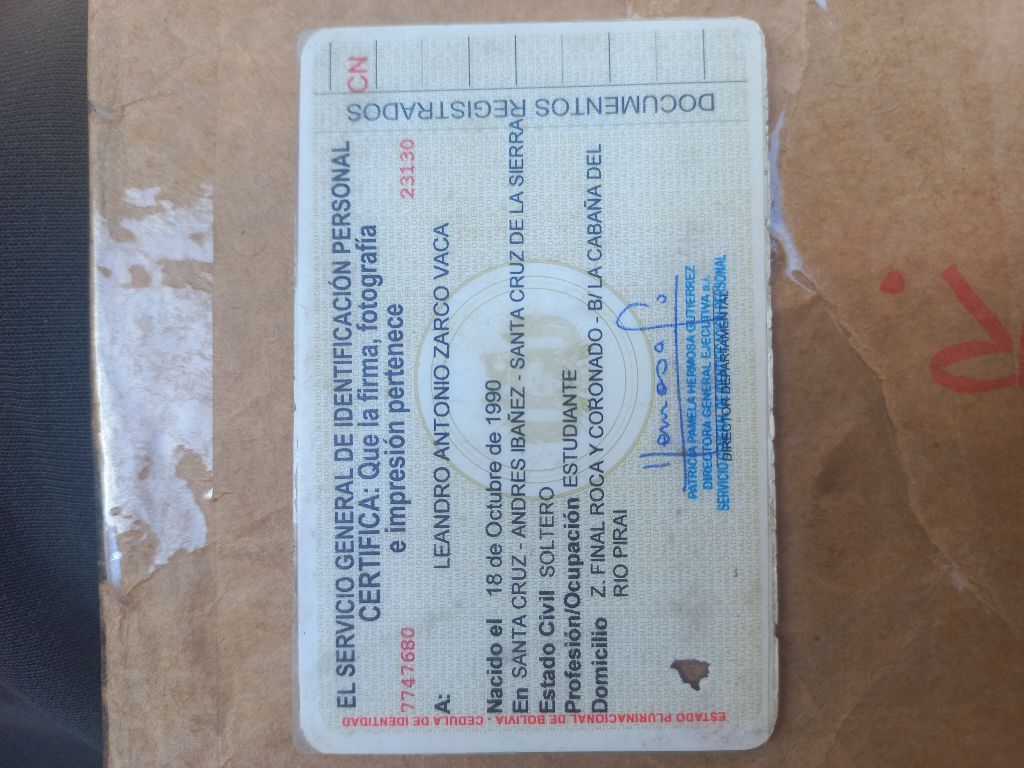 EL SERVICIO GENERAL DE IDENTIFICACIÓN PERSONAL
CERTIFICA: Que la firma, fotografía
e impresión pertenece
7747680 23130
A: LEANDRO ANTONIO ZARCO VACA
Nacido el 18 de Octubre de 1990
En SANTA CRUZ - ANDRES IBAÑEZ - SANTA CRUZ DE LA SIERRA
Estado Civil SOLTERO
Profesión/Ocupación ESTUDIANTE
Domicilio Z. FINAL ROCA Y CORONADO - B/ LA CABAÑA DEL
RIO PIRAI
PATRICIA PAMELA HERMOSA GUTIERREZ
DIRECTORA GENERAL EJECUTIVA a.i.
SERVICIO PERSONAL
DIRECTOR DEPARTAMENTAL
ESTADO PLURINACIONAL DE BOLIVIA - CEDULA DE IDENTIDAD
DOCUMENTOS REGISTRADOS
CN